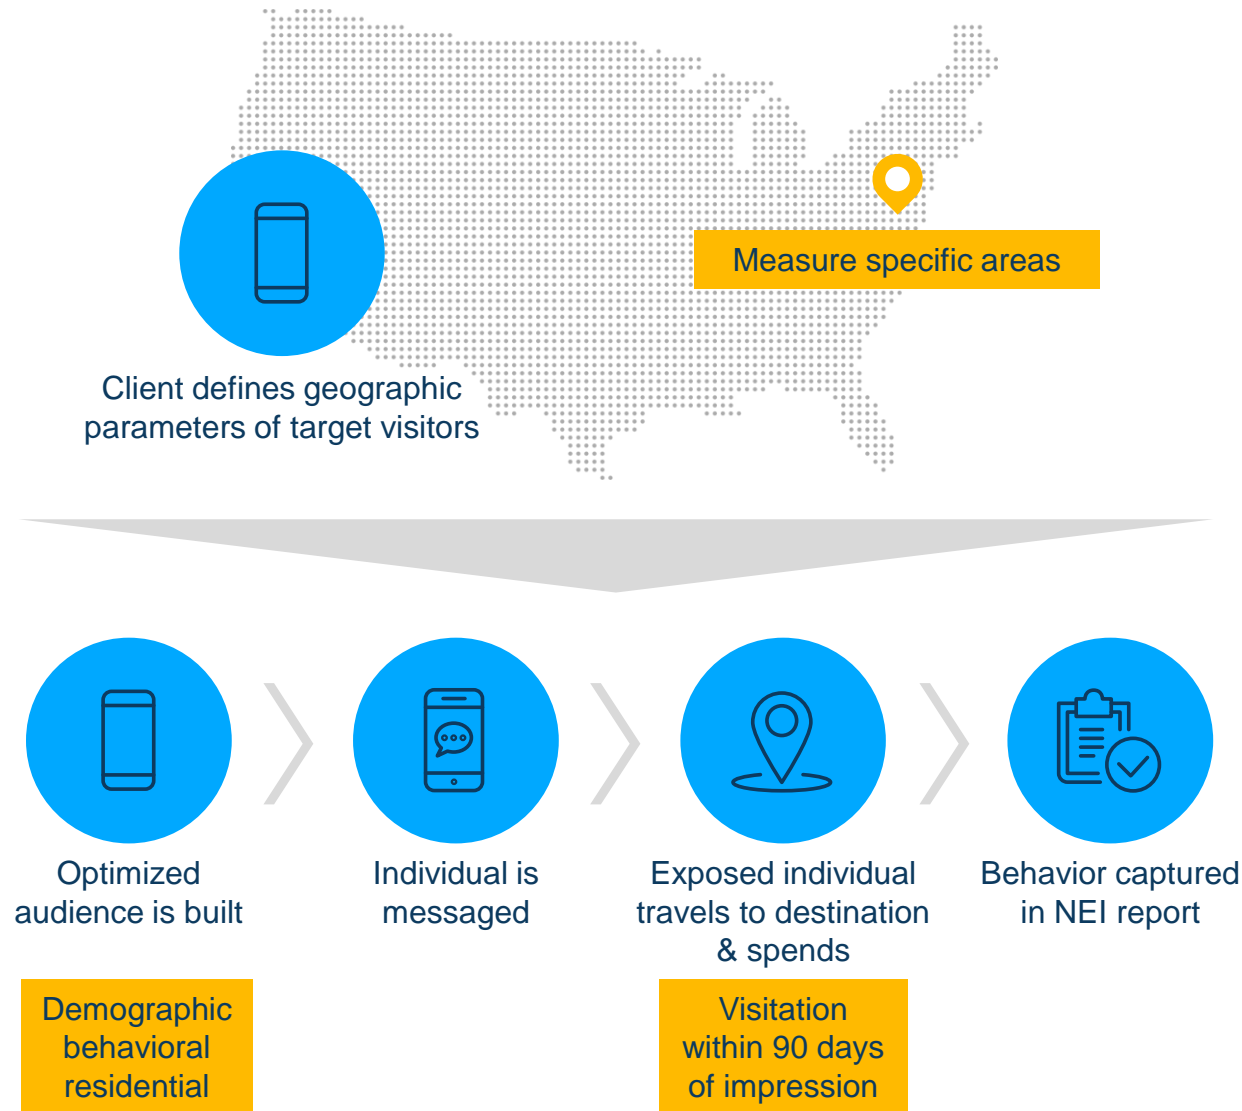 Measure specific areas
Client defines geographic
parameters of target visitors
Optimized
audience is built
Individual is
messaged
Exposed individual
travels to destination
& spends
Behavior captured
in NEI report
Demographic
behavioral
residential
Visitation
within 90 days
of impression